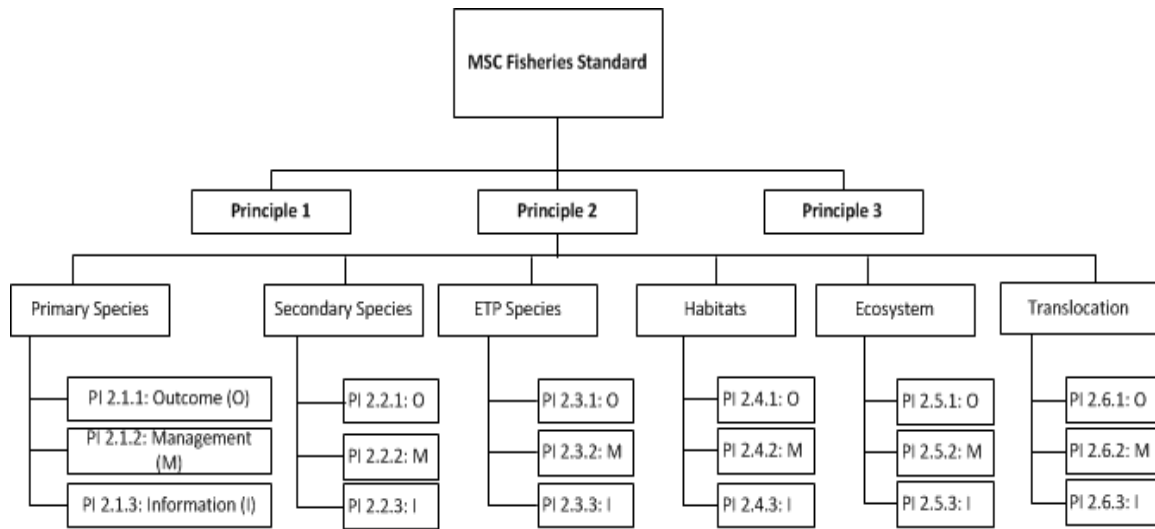 MSC Fisheries Standard
Principle 1
Principle 2
Principle 3
Primary Species
Secondary Species
ETP Species
Habitats
Ecosystem
Translocation
PI 2.1.1: Outcome (O)
PI 2.2.1: O
PI 2.3.1: O
PI 2.4.1: O
PI 2.5.1: O
PI 2.6.1: O
PI 2.1.2: Management
(M)
PI 2.2.2: M
PI 2.3.2: M
PI 2.4.2: M
PI 2.5.2: M
PI 2.6.2: M
PI 2.1.3: Information (I)
PI 2.2.3: I
PI 2.3.3: I
PI 2.4.3: I
PI 2.5.3: I
PI 2.6.3: I